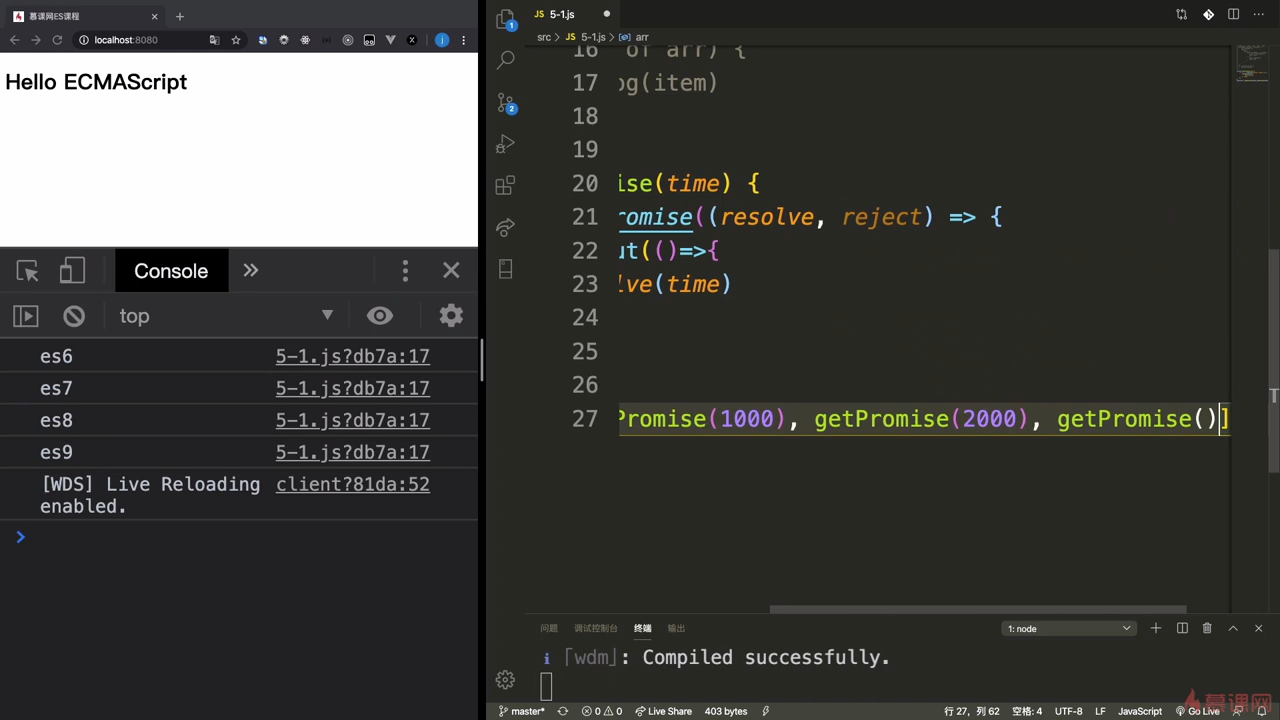 慕课网ES课程
localhost:8080
Hello ECMAScript
Console
top
es6 5-1.js?db7a:17
es7 5-1.js?db7a:17
es8 5-1.js?db7a:17
es9 5-1.js?db7a:17
[WDS] Live Reloading client?81da:52
enabled.
JS 5-1.js
src > JS 5-1.js > arr
16 of arr) {
17 og(item)
18
19
20 ise(time) {
21 romise((resolve, reject) => {
22 ut(()=>{
23 lve(time)
24
25
26
27 Promise(1000), getPromise(2000), getPromise()]
问题 调试控制台 终端 输出
1: node
i ｢wdm｣: Compiled successfully.
master* 0 0 Live Share 403 bytes 行 27, 列 62 空格: 4 UTF-8 LF JavaScript Go Live
慕课网